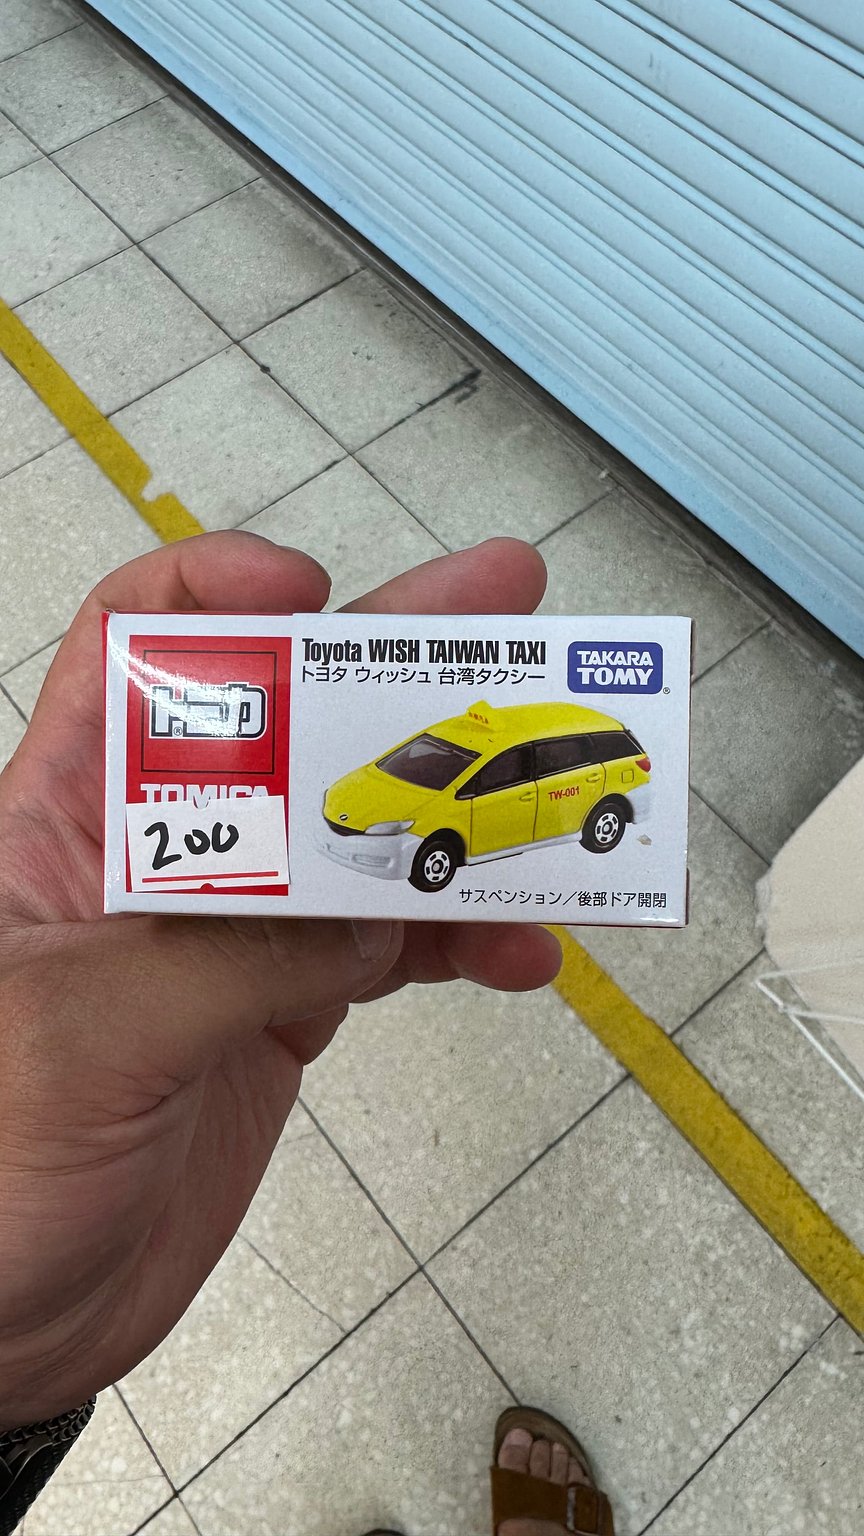 Toyota WISH TAIWAN TAXI
トヨタ ウィッシュ 台湾タクシー
TAKARA
TOMY
®
トミカ
®
TOMICA
200
TW-001
サスペンション／後部ドア開閉